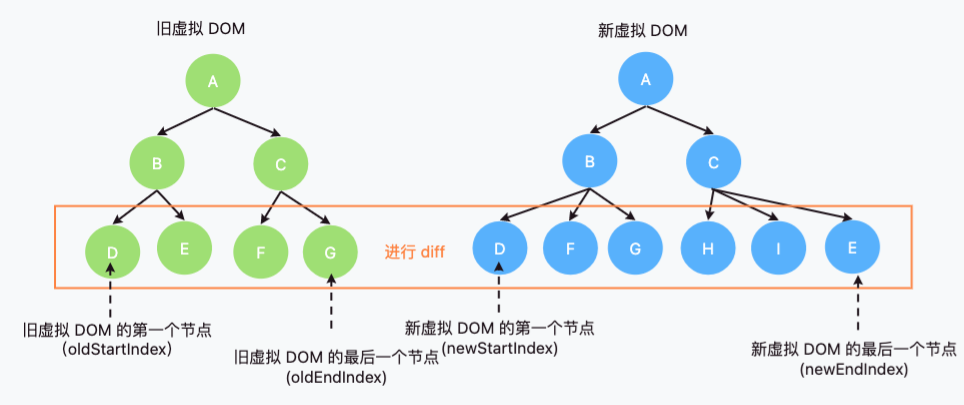 旧虚拟 DOM
新虚拟 DOM
A
A
B
C
B
C
D
E
F
G
进行 diff
D
F
G
H
I
E
旧虚拟 DOM 的第一个节点
(oldStartIndex)
旧虚拟 DOM 的最后一个节点
(oldEndIndex)
新虚拟 DOM 的第一个节点
(newStartIndex)
新虚拟 DOM 的最后一个节点
(newEndIndex)